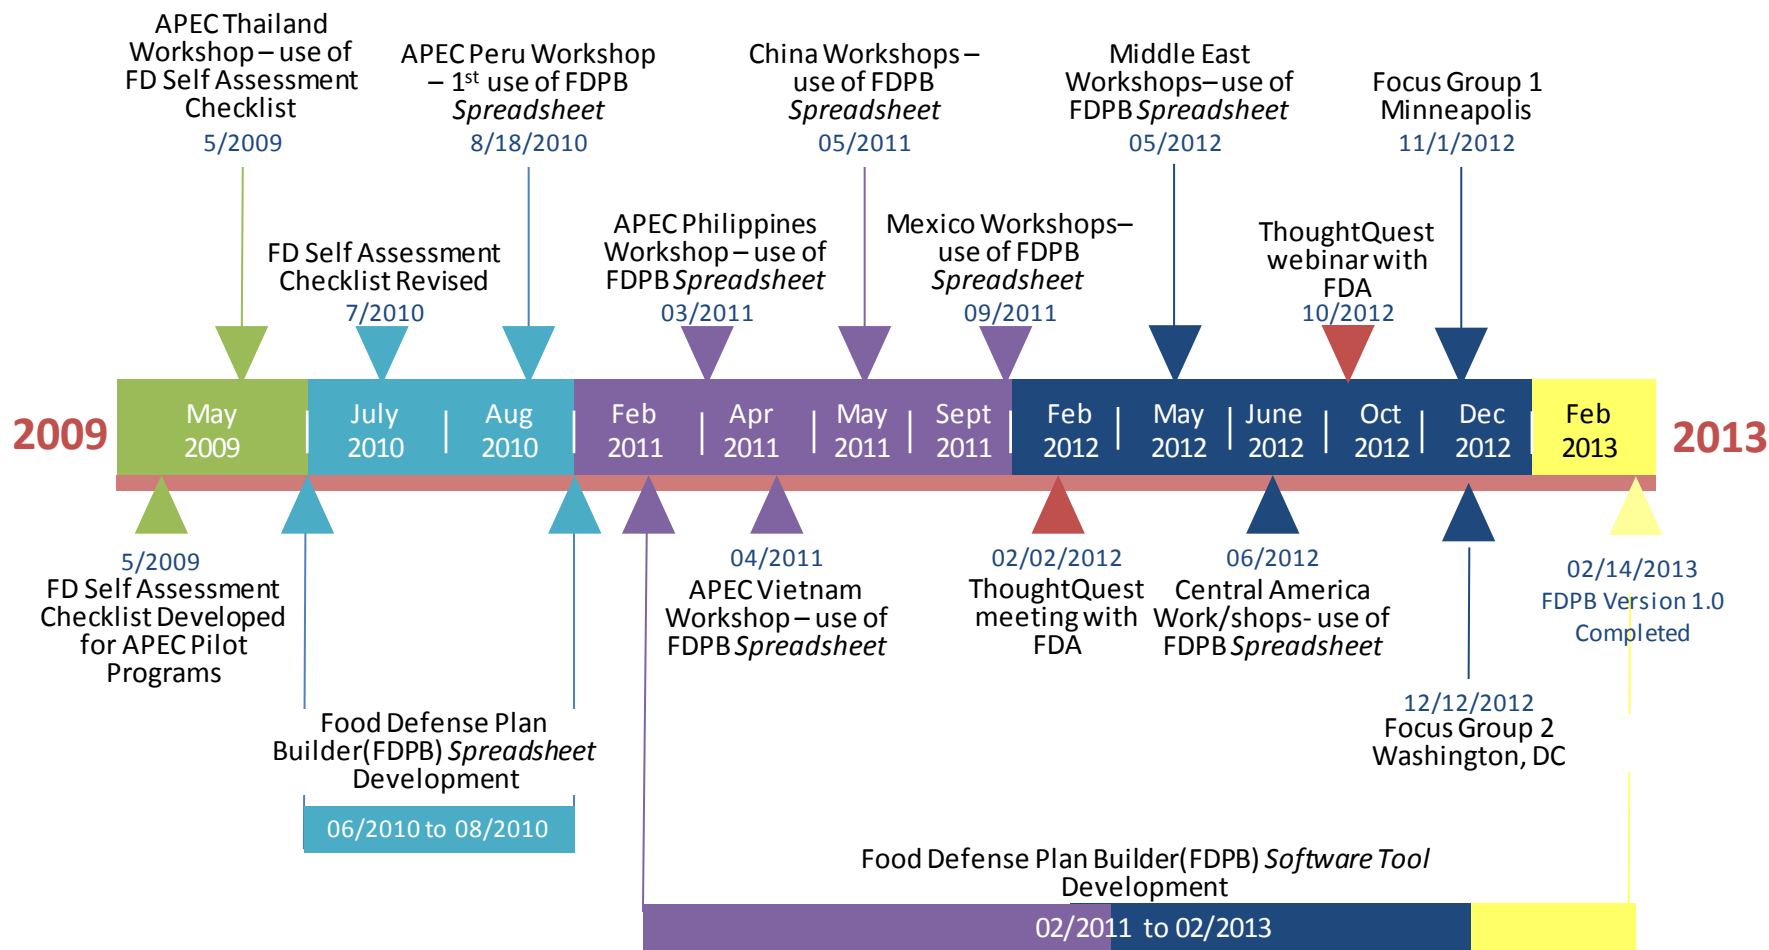 APEC Thailand
Workshop – use of
FD Self Assessment
Checklist
5/2009
APEC Peru Workshop
– 1st use of FDPB
Spreadsheet
8/18/2010
China Workshops –
use of FDPB
Spreadsheet
05/2011
Middle East
Workshops– use of
FDPB Spreadsheet
05/2012
Focus Group 1
Minneapolis
11/1/2012
FD Self Assessment
Checklist Revised
7/2010
APEC Philippines
Workshop – use of
FDPB Spreadsheet
03/2011
Mexico Workshops–
use of FDPB
Spreadsheet
09/2011
ThoughtQuest
webinar with
FDA
10/2012
2009
May
2009
July
2010
Aug
2010
Feb
2011
Apr
2011
May
2011
Sept
2011
Feb
2012
May
2012
June
2012
Oct
2012
Dec
2012
Feb
2013
2013
5/2009
FD Self Assessment
Checklist Developed
for APEC Pilot
Programs
04/2011
APEC Vietnam
Workshop – use of
FDPB Spreadsheet
02/02/2012
ThoughtQuest
meeting with
FDA
06/2012
Central America
Work/shops- use of
FDPB Spreadsheet
02/14/2013
FDPB Version 1.0
Completed
12/12/2012
Focus Group 2
Washington, DC
Food Defense Plan
Builder(FDPB) Spreadsheet
Development
06/2010 to 08/2010
Food Defense Plan Builder(FDPB) Software Tool
Development
02/2011 to 02/2013